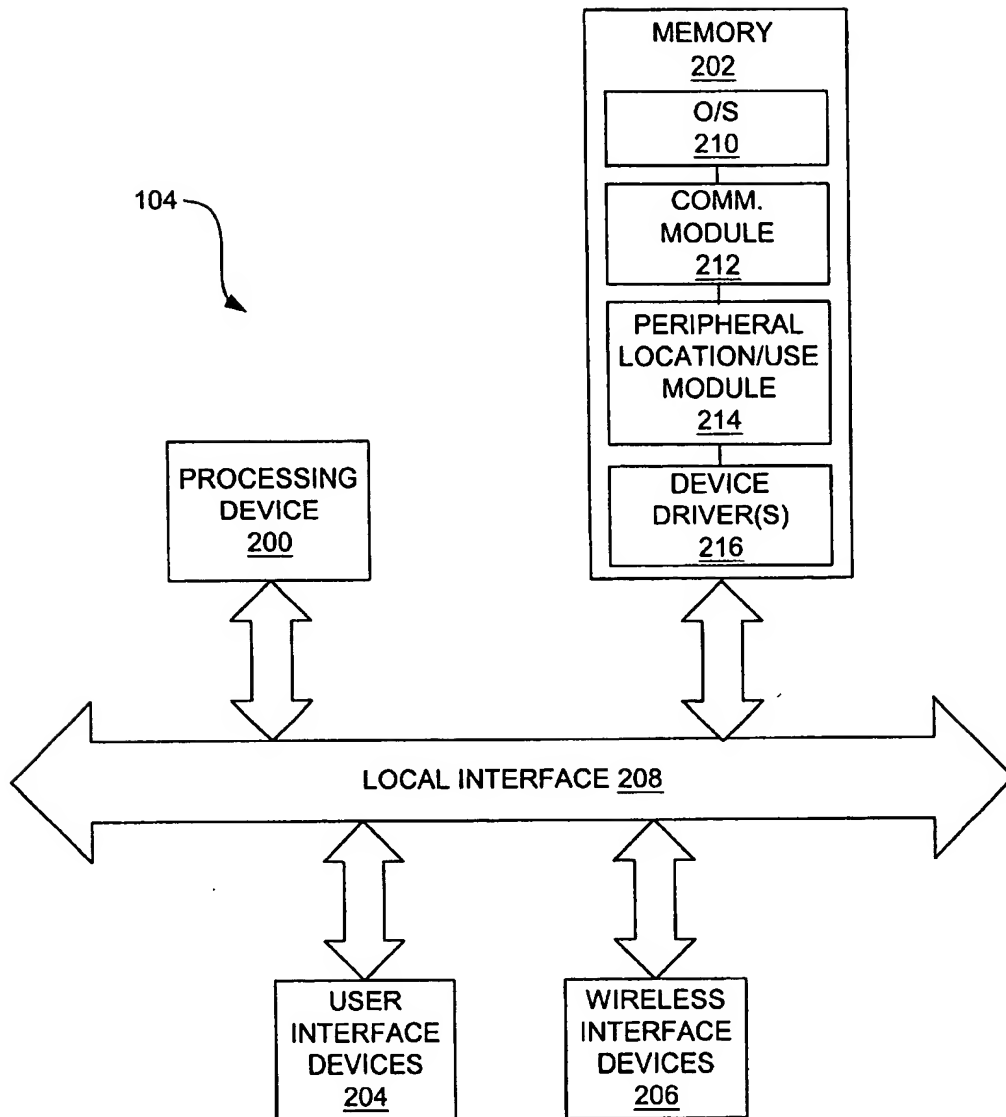 MEMORY
202
O/S
210
COMM.
MODULE
212
PERIPHERAL
LOCATION/USE
MODULE
214
DEVICE
DRIVER(S)
216
104
PROCESSING
DEVICE
200
LOCAL INTERFACE 208
USER
INTERFACE
DEVICES
204
WIRELESS
INTERFACE
DEVICES
206